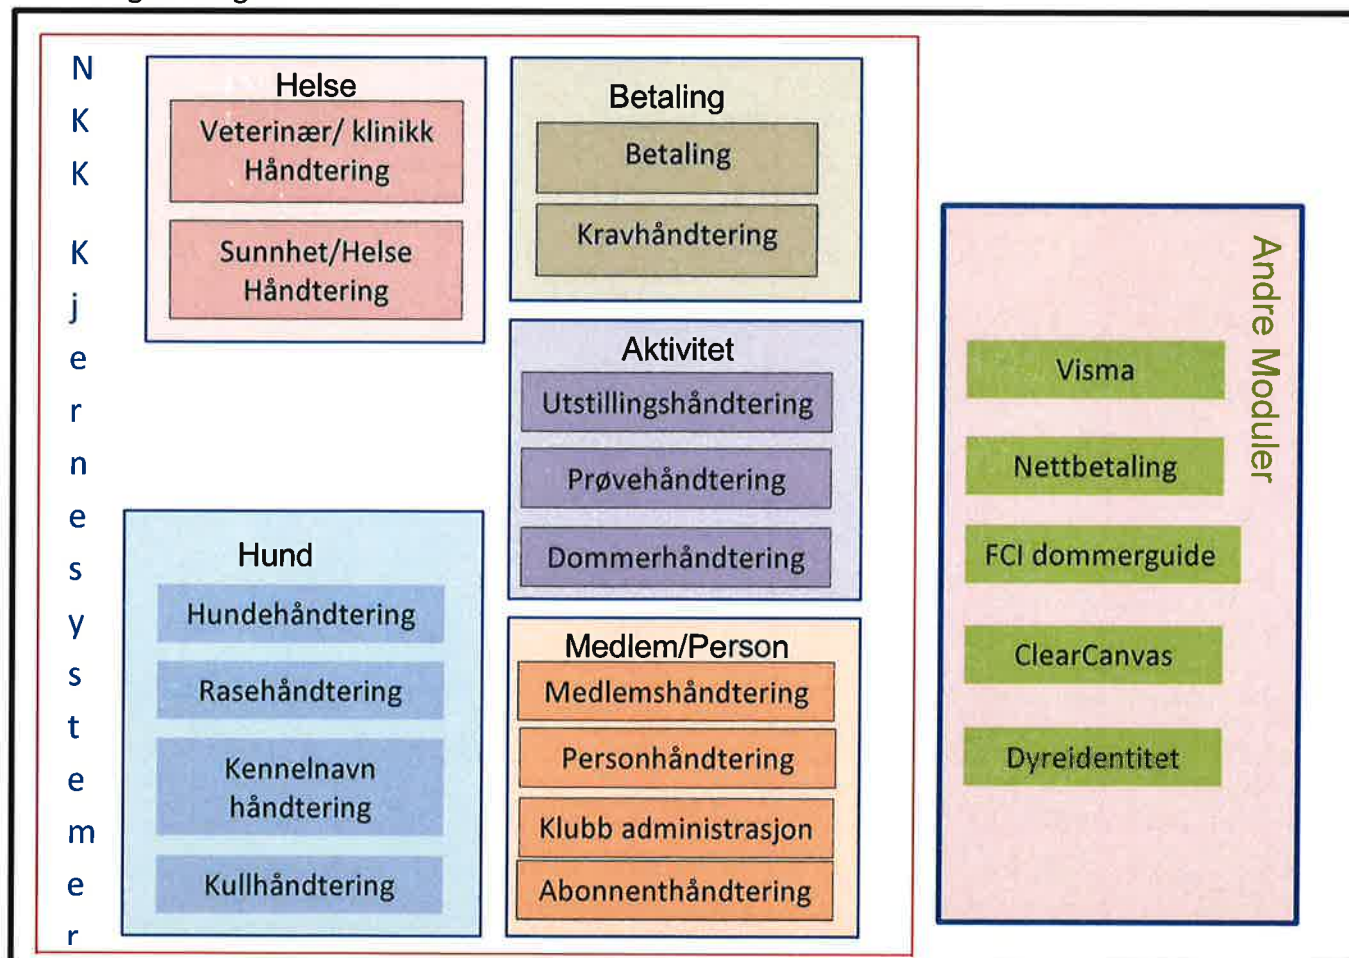 NKK Kjernesystemer
Helse
Veterinær/ klinikk
Håndtering
Sunnhet/Helse
Håndtering
Betaling
Betaling
Kravhåndtering
Aktivitet
Utstillingshåndtering
Prøvehåndtering
Dommerhåndtering
Hund
Hundehåndtering
Rasehåndtering
Kennelnavn
håndtering
Kullhåndtering
Medlem/Person
Medlemshåndtering
Personhåndtering
Klubb administrasjon
Abonnenthåndtering
Andre Moduler
Visma
Nettbetaling
FCI dommerguide
ClearCanvas
Dyreidentitet